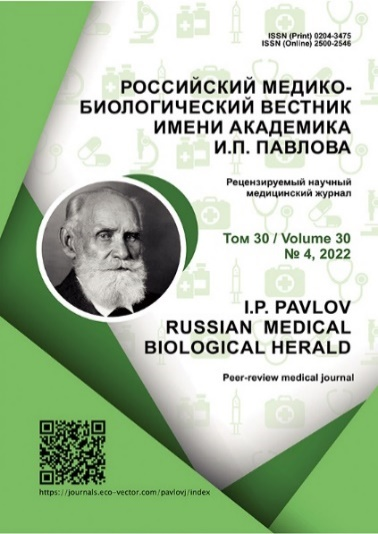 ISSN (Print) 0204-3475
ISSN (Online) 2500-2546
РОССИЙСКИЙ МЕДИКО-
БИОЛОГИЧЕСКИЙ ВЕСТНИК
ИМЕНИ АКАДЕМИКА
И.П. ПАВЛОВА
Рецензируемый научный
медицинский журнал
Том 30 / Volume 30
№ 4, 2022
I.P. PAVLOV
RUSSIAN MEDICAL
BIOLOGICAL HERALD
Peer-review medical journal
https://journals.eco-vector.com/pavlovj/index